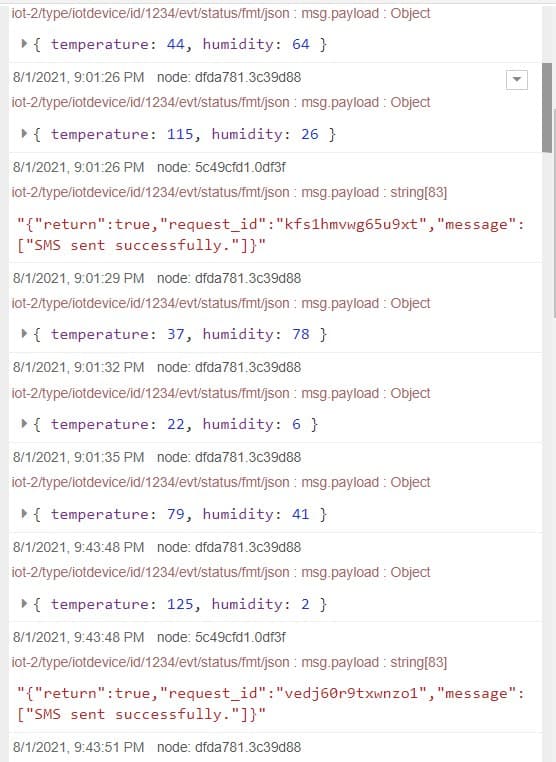 iot-2/type/iotdevice/id/1234/evt/status/fmt/json : msg.payload : Object
{ temperature: 44, humidity: 64 }
8/1/2021, 9:01:26 PM node: dfda781.3c39d88
iot-2/type/iotdevice/id/1234/evt/status/fmt/json : msg.payload : Object
{ temperature: 115, humidity: 26 }
8/1/2021, 9:01:26 PM node: 5c49cfd1.0df3f
iot-2/type/iotdevice/id/1234/evt/status/fmt/json : msg.payload : string[83]
"{"return":true,"request_id":"kfs1hmvwg65u9xt","message":
["SMS sent successfully."]}"
8/1/2021, 9:01:29 PM node: dfda781.3c39d88
iot-2/type/iotdevice/id/1234/evt/status/fmt/json : msg.payload : Object
{ temperature: 37, humidity: 78 }
8/1/2021, 9:01:32 PM node: dfda781.3c39d88
iot-2/type/iotdevice/id/1234/evt/status/fmt/json : msg.payload : Object
{ temperature: 22, humidity: 6 }
8/1/2021, 9:01:35 PM node: dfda781.3c39d88
iot-2/type/iotdevice/id/1234/evt/status/fmt/json : msg.payload : Object
{ temperature: 79, humidity: 41 }
8/1/2021, 9:43:48 PM node: dfda781.3c39d88
iot-2/type/iotdevice/id/1234/evt/status/fmt/json : msg.payload : Object
{ temperature: 125, humidity: 2 }
8/1/2021, 9:43:48 PM node: 5c49cfd1.0df3f
iot-2/type/iotdevice/id/1234/evt/status/fmt/json : msg.payload : string[83]
"{"return":true,"request_id":"vedj60r9txwnzo1","message":
["SMS sent successfully."]}"
8/1/2021, 9:43:51 PM node: dfda781.3c39d88